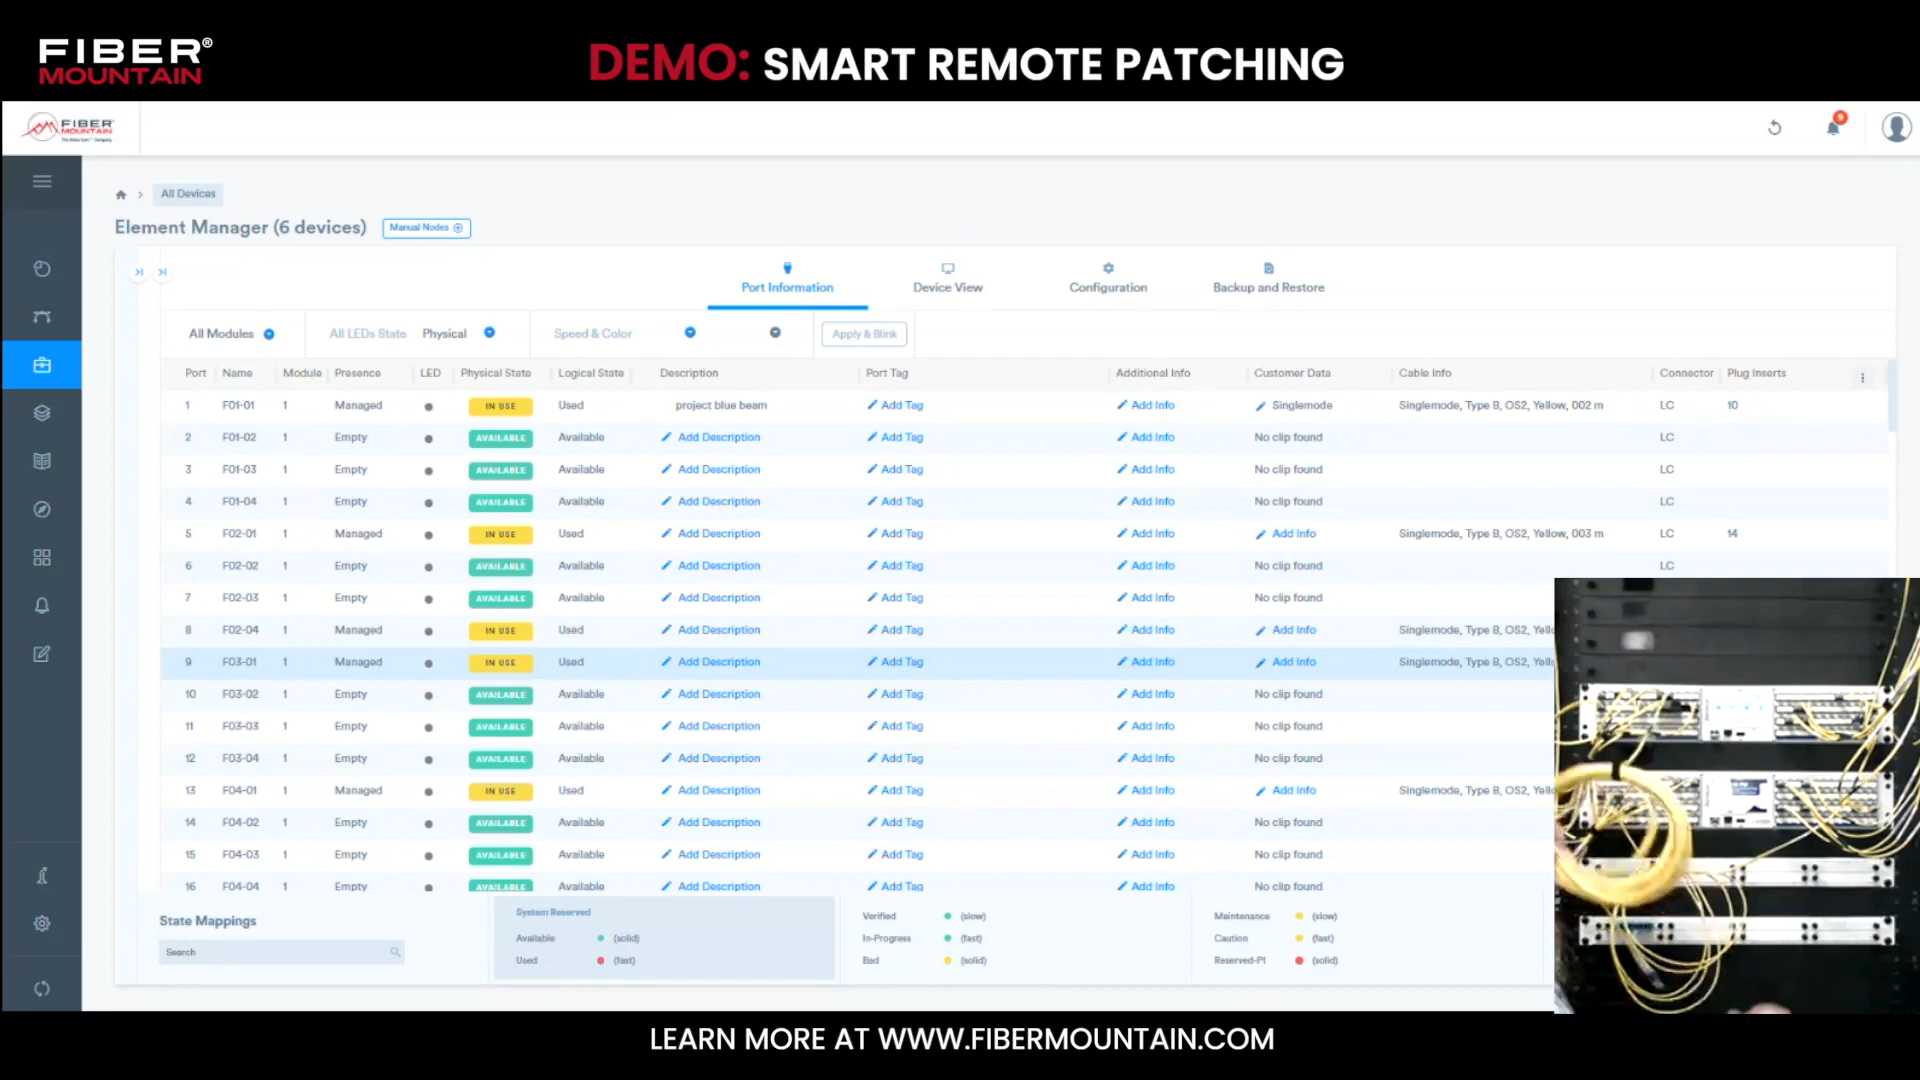 FIBER®
MOUNTAIN
DEMO: SMART REMOTE PATCHING
FIBER
MOUNTAIN
9
All Devices
Element Manager (6 devices)
Manual Nodes
Port Information
Device View
Configuration
Backup and Restore
All Modules
All LEDs State
Physical
Speed & Color
Apply & Blink
Port Name Module Presence LED Physical State Logical State Description Port Tag Additional Info Customer Data Cable Info Connector Plug Inserts
1 F01-01 1 Managed IN USE Used project blue beam Add Tag Add Info Singlemode Singlemode, Type B, OS2, Yellow, 002 m LC 10
2 F01-02 1 Empty AVAILABLE Available Add Description Add Tag Add Info No clip found LC
3 F01-03 1 Empty AVAILABLE Available Add Description Add Tag Add Info No clip found LC
4 F01-04 1 Empty AVAILABLE Available Add Description Add Tag Add Info No clip found LC
5 F02-01 1 Managed IN USE Used Add Description Add Tag Add Info Add Info Singlemode, Type B, OS2, Yellow, 003 m LC 14
6 F02-02 1 Empty AVAILABLE Available Add Description Add Tag Add Info No clip found LC
7 F02-03 1 Empty AVAILABLE Available Add Description Add Tag Add Info No clip found
8 F02-04 1 Managed IN USE Used Add Description Add Tag Add Info Add Info Singlemode, Type B, OS2, Yello
9 F03-01 1 Managed IN USE Used Add Description Add Tag Add Info Add Info Singlemode, Type B, OS2, Yello
10 F03-02 1 Empty AVAILABLE Available Add Description Add Tag Add Info No clip found
11 F03-03 1 Empty AVAILABLE Available Add Description Add Tag Add Info No clip found
12 F03-04 1 Empty AVAILABLE Available Add Description Add Tag Add Info No clip found
13 F04-01 1 Managed IN USE Used Add Description Add Tag Add Info Add Info Singlemode, Type B, OS2, Yello
14 F04-02 1 Empty AVAILABLE Available Add Description Add Tag Add Info No clip found
15 F04-03 1 Empty AVAILABLE Available Add Description Add Tag Add Info No clip found
16 F04-04 1 Empty AVAILABLE Available Add Description Add Tag Add Info No clip found
State Mappings
Search
System Reserved
Available (solid)
Used (fast)
Verified (slow)
In-Progress (fast)
Bad (solid)
Maintenance (slow)
Caution (fast)
Reserved-P1 (solid)
LEARN MORE AT WWW.FIBERMOUNTAIN.COM